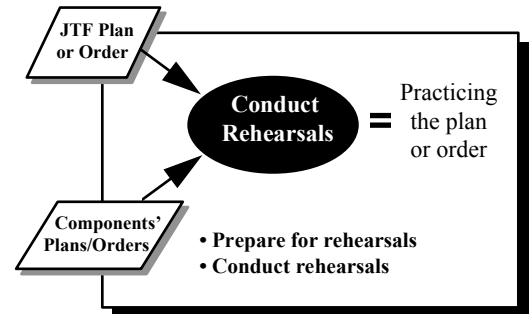 JTF Plan
or Order
Conduct
Rehearsals
=
Practicing
the plan
or order
Components’
Plans/Orders
• Prepare for rehearsals
• Conduct rehearsals